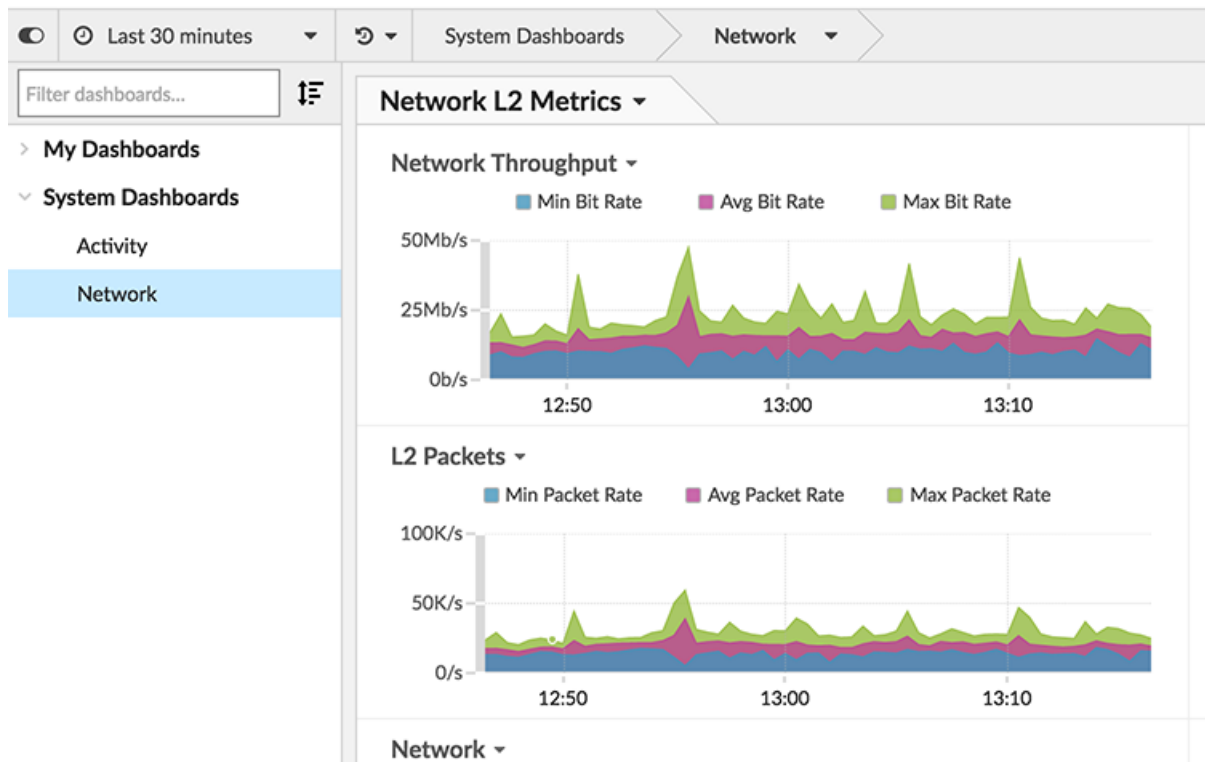 Last 30 minutes
System Dashboards
Network
Filter dashboards...
My Dashboards
System Dashboards
Activity
Network
Network L2 Metrics
Network Throughput
Min Bit Rate Avg Bit Rate Max Bit Rate
50Mb/s
25Mb/s
0b/s
12:50 13:00 13:10
L2 Packets
Min Packet Rate Avg Packet Rate Max Packet Rate
100K/s
50K/s
0/s
12:50 13:00 13:10
Network